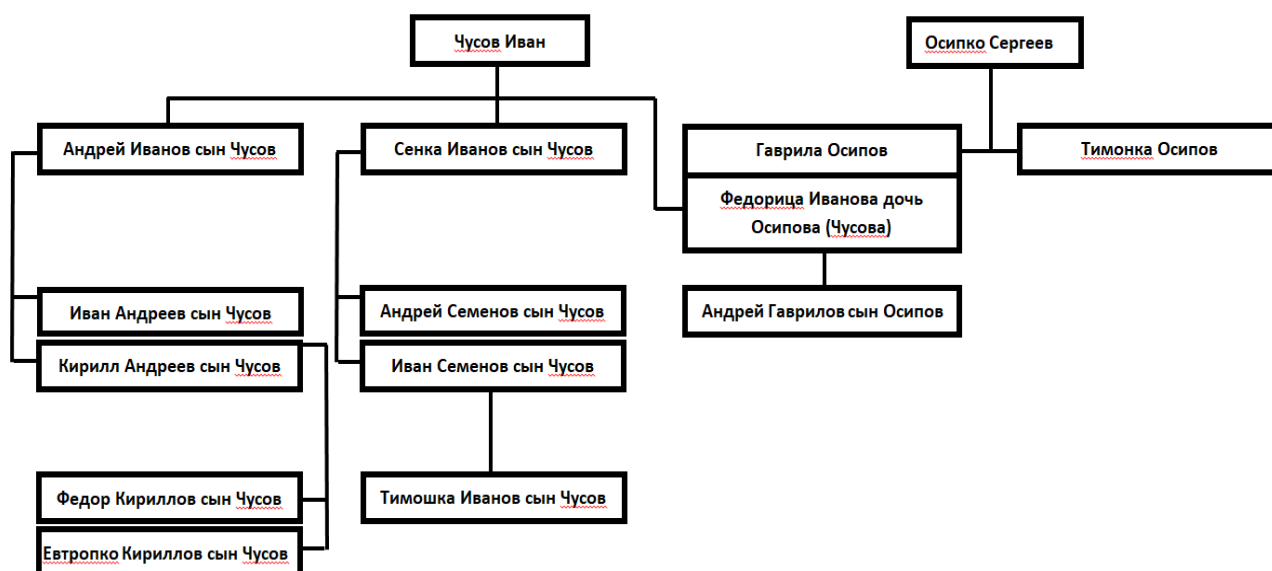 Чусов Иван
Осипко Сергеев
Андрей Иванов сын Чусов
Сенка Иванов сын Чусов
Гаврила Осипов
Тимонка Осипов
Федорица Иванова дочь
Осипова (Чусова)
Иван Андреев сын Чусов
Андрей Семенов сын Чусов
Андрей Гаврилов сын Осипов
Кирилл Андреев сын Чусов
Иван Семенов сын Чусов
Федор Кириллов сын Чусов
Тимошка Иванов сын Чусов
Евтропко Кириллов сын Чусов